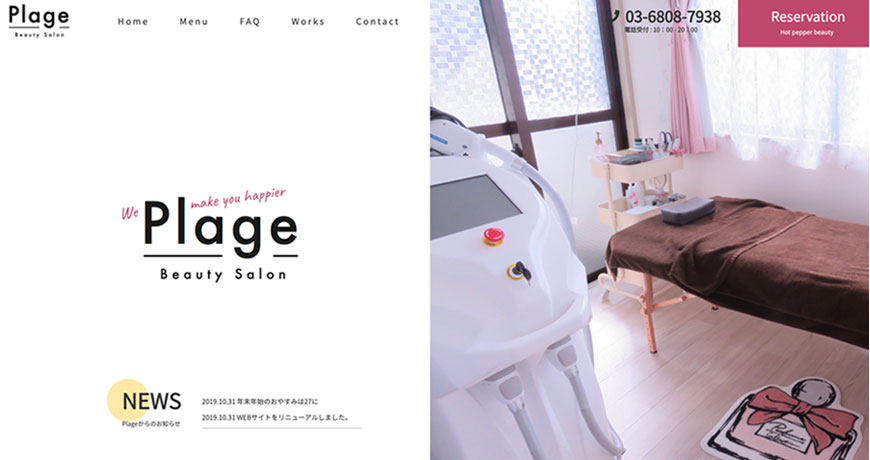 Plage
Beauty Salon
Home Menu FAQ Works Contact
03-6808-7938
電話受付 : 10：00 - 20：00
Reservation
Hot pepper beauty
We make you happier
Plage
Beauty Salon
NEWS
Plageからのお知らせ
2019.10.31 年末年始のおやすみは27に
2019.10.31 WEBサイトをリニューアルしました。